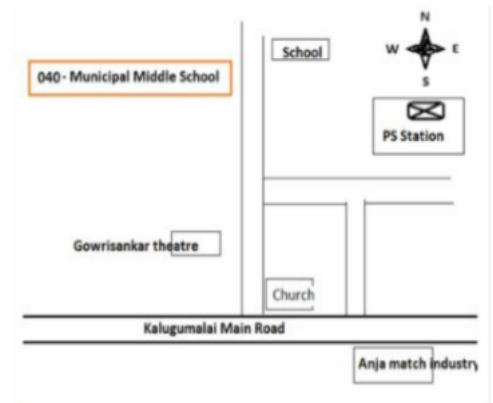 N
School
W E
040- Municipal Middle School
S
PS Station
Gowrisankar theatre
Church
Kalugumalai Main Road
Anja match industry